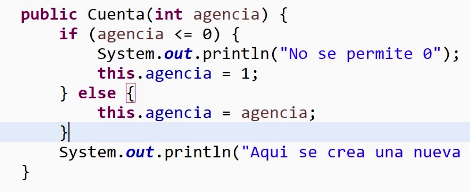 public Cuenta(int agencia) {
    if (agencia <= 0) {
        System.out.println("No se permite 0");
        this.agencia = 1;
    } else {
        this.agencia = agencia;
    }
    System.out.println("Aqui se crea una nueva
}